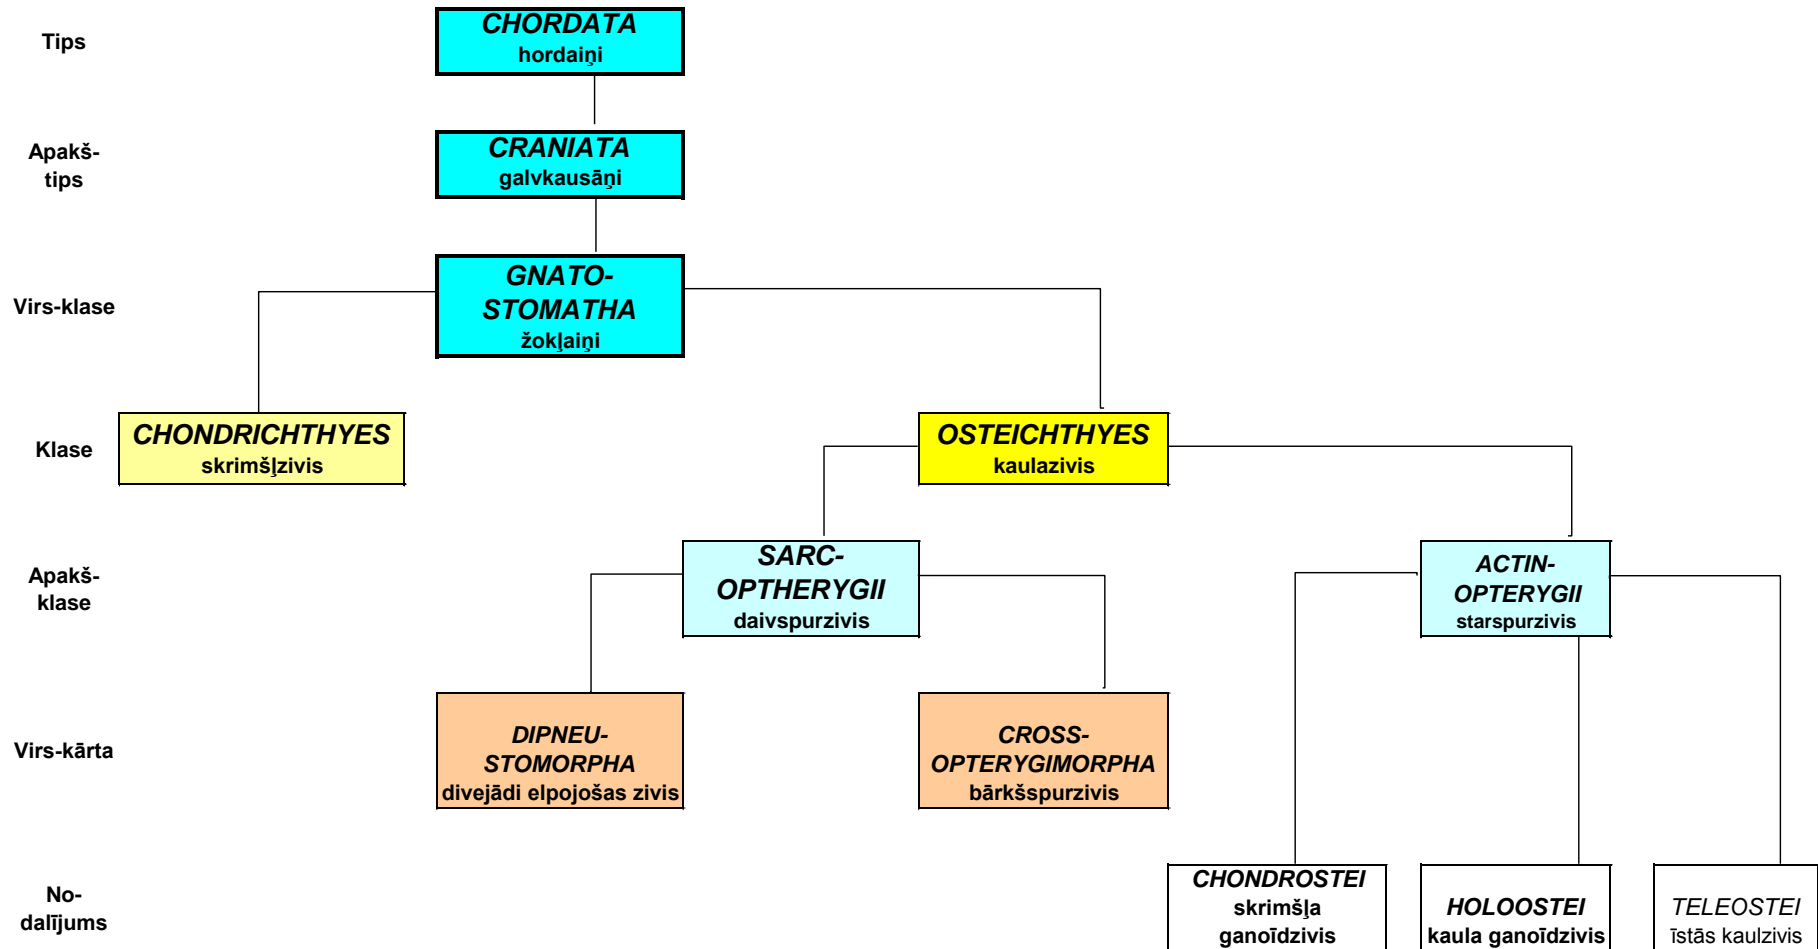 Tips
CHORDATA
hordaiņi
Apakš-
tips
CRANIATA
galvkausāņi
Virs-klase
GNATO-
STOMATHA
žokļaiņi
Klase
CHONDRICHTHYES
skrimšļzivis
OSTEICHTHYES
kaulazivis
Apakš-
klase
SARC-
OPTHERYGII
daivspurzivis
ACTIN-
OPTERYGII
starspurzivis
Virs-kārta
DIPNEU-
STOMORPHA
divejādi elpojošas zivis
CROSS-
OPTERYGIMORPHA
bārkšspurzivis
No-
dalījums
CHONDROSTEI
skrimšļa
ganoīdzivis
HOLOOSTEI
kaula ganoīdzivis
TELEOSTEI
īstās kaulzivis